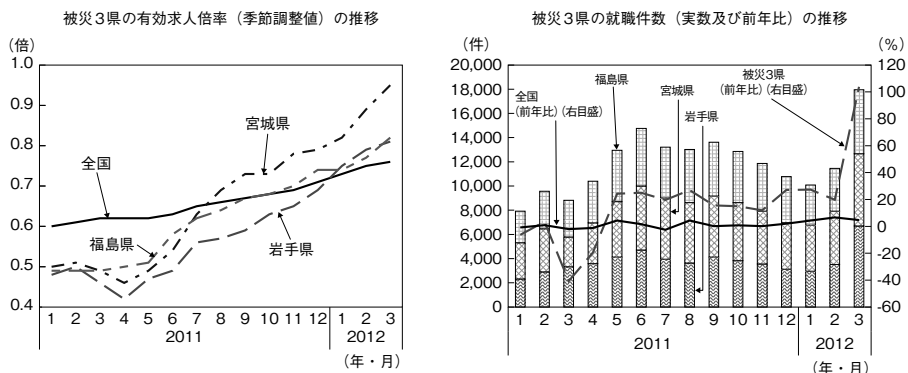 被災３県の有効求人倍率（季節調整値）の推移
（倍）
1.0
0.9
0.8
0.7
0.6
0.5
0.4
全国
宮城県
福島県
岩手県
1 2 3 4 5 6 7 8 9 10 11 12 1 2 3
2011 2012
（年・月）
被災３県の就職件数（実数及び前年比）の推移
（件） （%）
20,000
18,000
16,000
14,000
12,000
10,000
8,000
6,000
4,000
2,000
0
120
100
80
60
40
20
0
-20
-40
-60
全国
（前年比）（右目盛）
福島県
宮城県
岩手県
被災３県
（前年比）（右目盛）
1 2 3 4 5 6 7 8 9 10 11 12 1 2 3
2011 2012
（年・月）